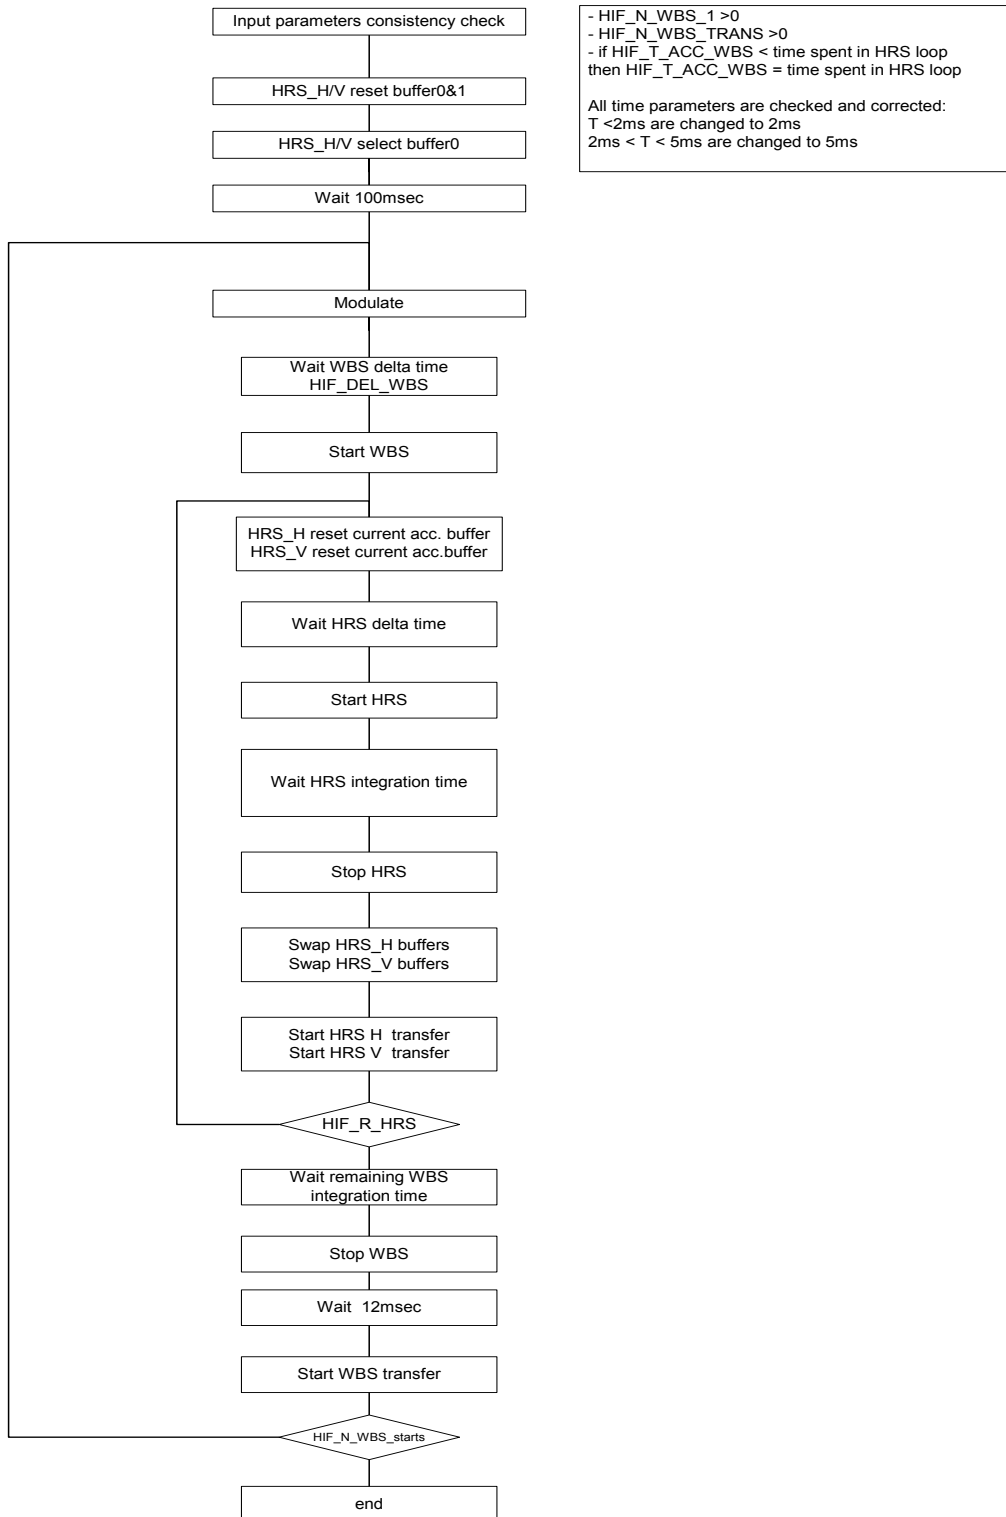 Input parameters consistency check
- HIF_N_WBS_1 >0
- HIF_N_WBS_TRANS >0
- if HIF_T_ACC_WBS < time spent in HRS loop
then HIF_T_ACC_WBS = time spent in HRS loop
All time parameters are checked and corrected:
T <2ms are changed to 2ms
2ms < T < 5ms are changed to 5ms
HRS_H/V reset buffer0&1
HRS_H/V select buffer0
Wait 100msec
Modulate
Wait WBS delta time
HIF_DEL_WBS
Start WBS
HRS_H reset current acc. buffer
HRS_V reset current acc.buffer
Wait HRS delta time
Start HRS
Wait HRS integration time
Stop HRS
Swap HRS_H buffers
Swap HRS_V buffers
Start HRS H  transfer
Start HRS V  transfer
HIF_R_HRS
Wait remaining WBS
integration time
Stop WBS
Wait  12msec
Start WBS transfer
HIF_N_WBS_starts
end